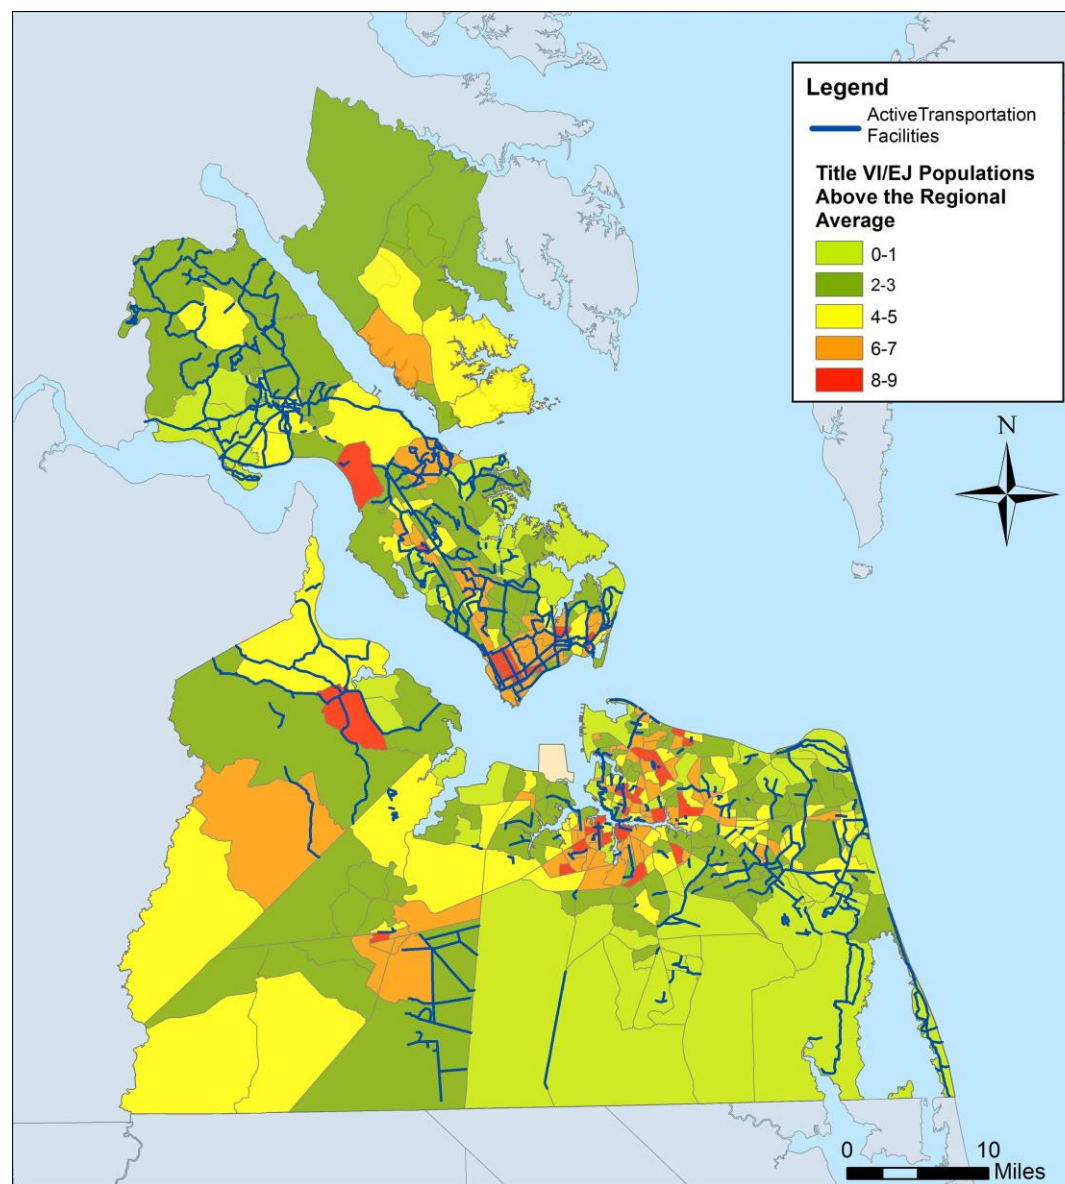 Legend
ActiveTransportation
Facilities
Title VI/EJ Populations
Above the Regional
Average
0-1
2-3
4-5
6-7
8-9
N
0 10
Miles